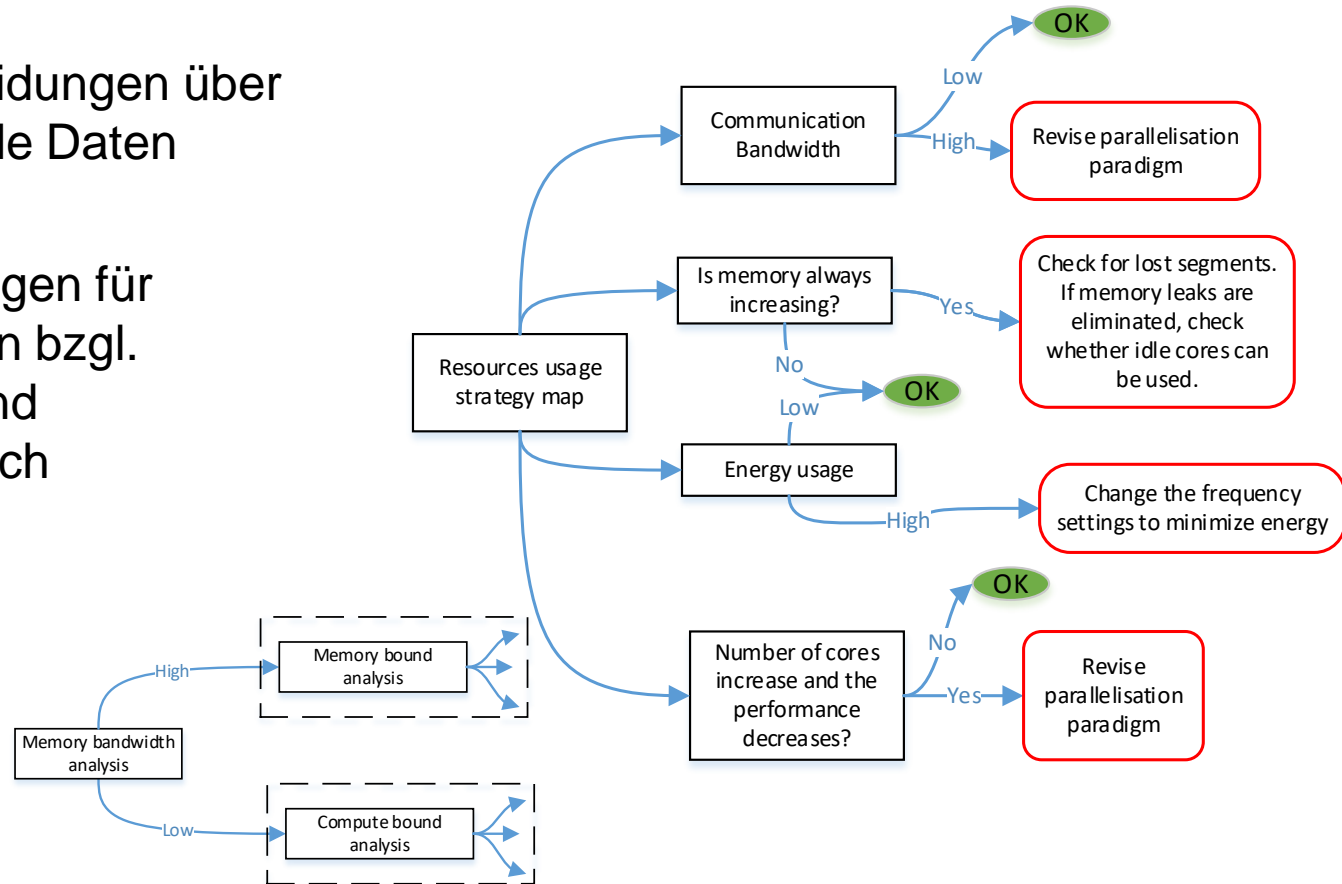 eidungen über
le Daten
gen für
n bzgl.
nd
ch
Resources usage
strategy map
Communication
Bandwidth
Low
OK
High
Revise parallelisation
paradigm
Is memory always
increasing?
Yes
Check for lost segments.
If memory leaks are
eliminated, check
whether idle cores can
be used.
No
OK
Low
Energy usage
High
Change the frequency
settings to minimize energy
Number of cores
increase and the
performance
decreases?
No
OK
Yes
Revise
parallelisation
paradigm
Memory bandwidth
analysis
High
Memory bound
analysis
Low
Compute bound
analysis